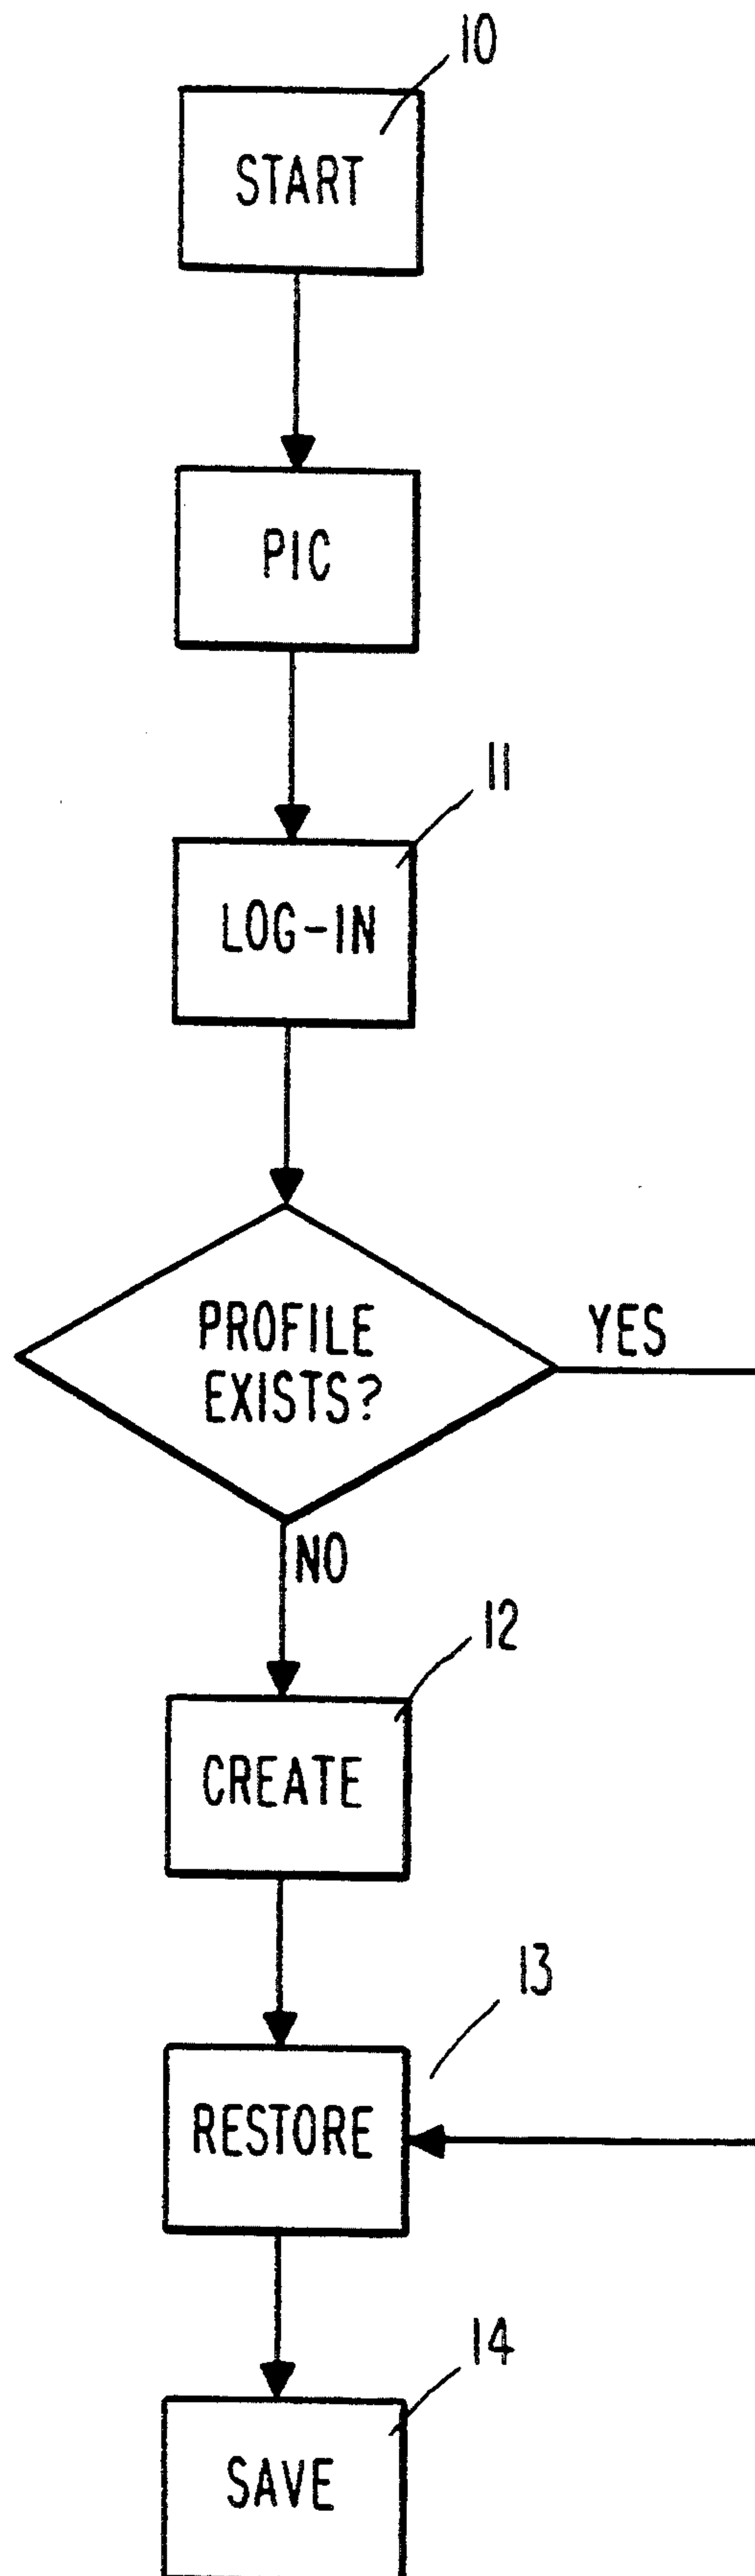 10
START
PIC
11
LOG-IN
PROFILE
EXISTS?
YES
NO
12
CREATE
13
RESTORE
14
SAVE